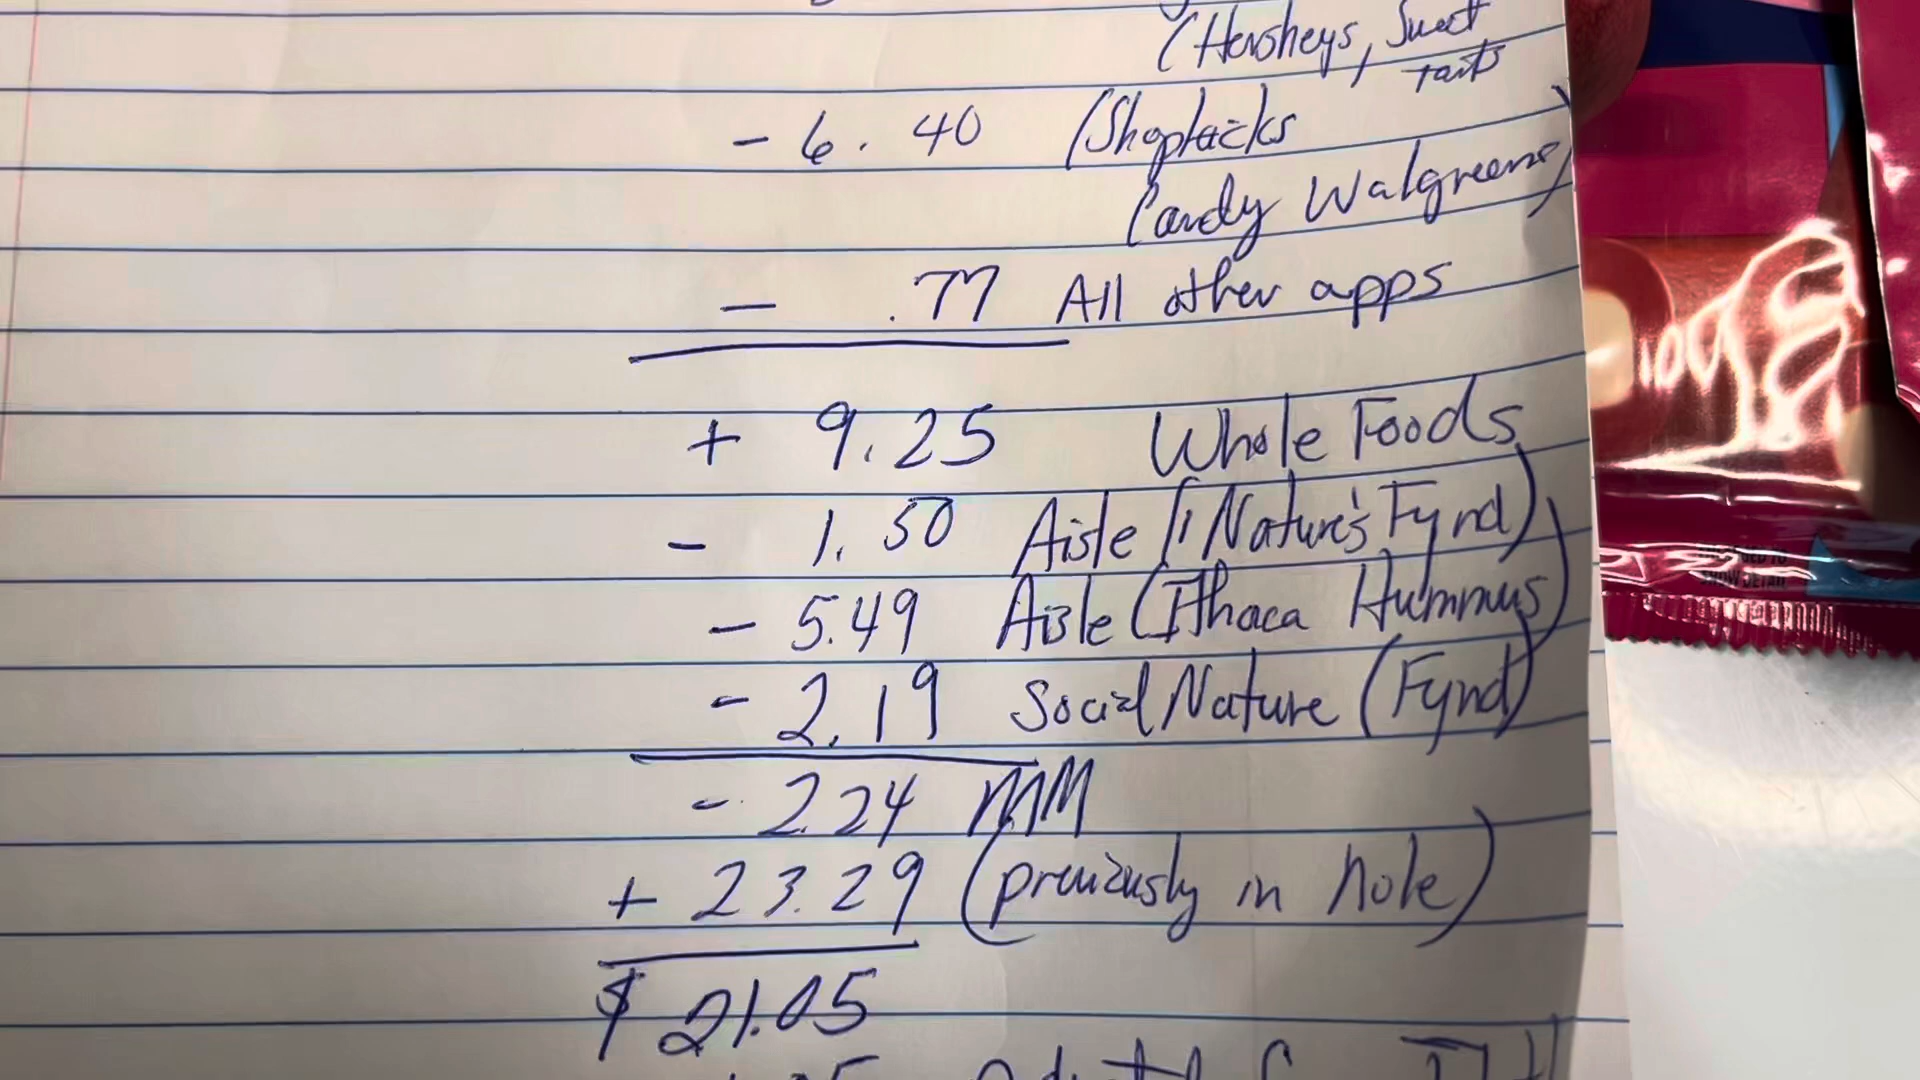 (Hersheys, Sweet
Tarts
- 6.40 (Shopkicks
Candy Walgreens)
- .77 All other apps
+ 9.25 Whole Foods
- 1.50 Aisle (1 Nature's Fynd)
- 5.49 Aisle (Ithaca Hummus)
- 2.19 Social Nature (Fynd)
- 2.24 MM
+ 23.29 (previously in hole)
$ 21.05